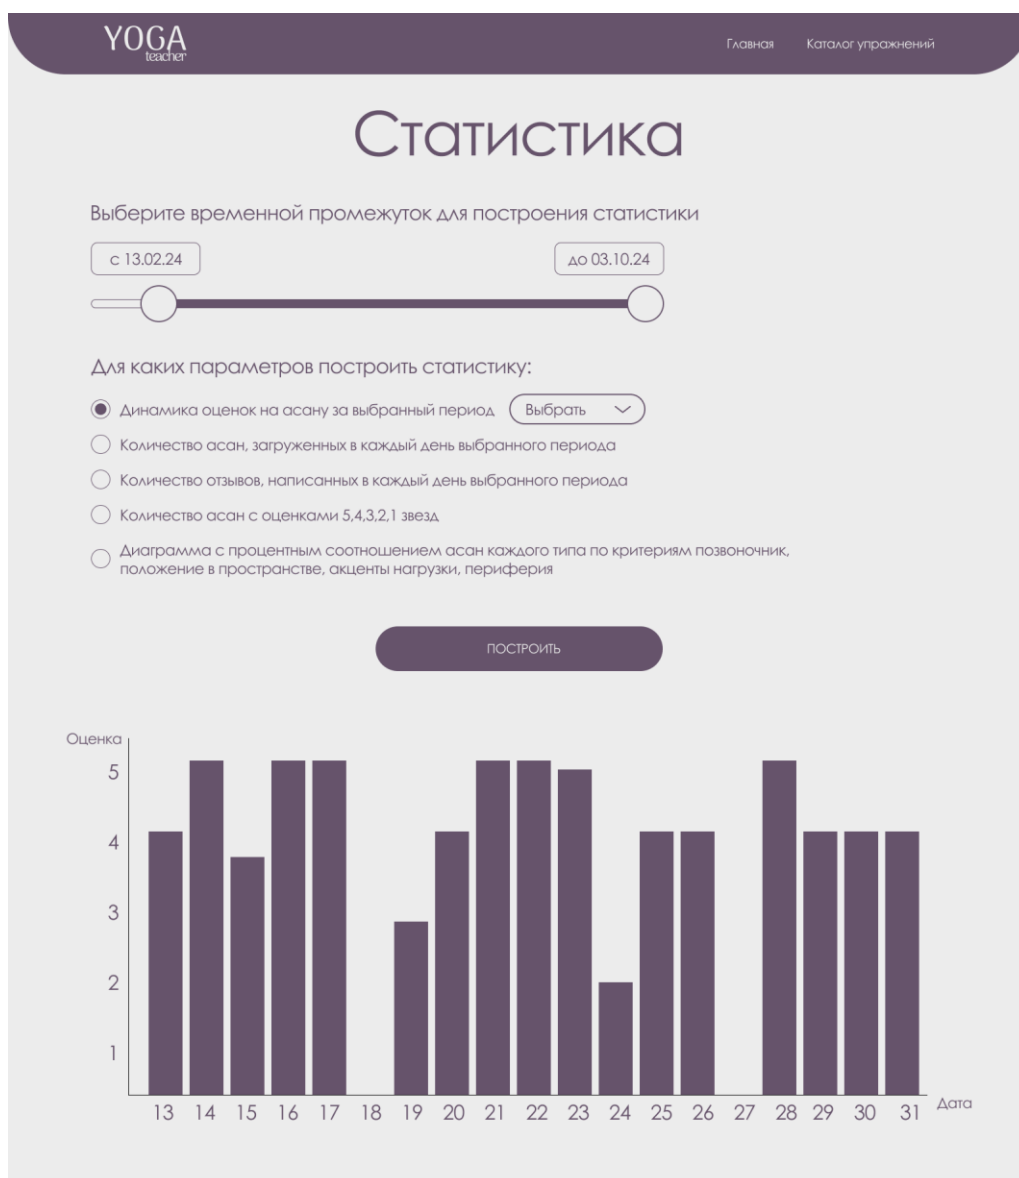 YOGA
teacher
Главная Каталог упражнений
Статистика
Выберите временной промежуток для построения статистики
с 13.02.24 до 03.10.24
Для каких параметров построить статистику:
Динамика оценок на асану за выбранный период Выбрать
Количество асан, загруженных в каждый день выбранного периода
Количество отзывов, написанных в каждый день выбранного периода
Количество асан с оценками 5,4,3,2,1 звезд
Диаграмма с процентным соотношением асан каждого типа по критериям позвоночник,
положение в пространстве, акценты нагрузки, периферия
ПОСТРОИТЬ
Оценка
5
4
3
2
1
13 14 15 16 17 18 19 20 21 22 23 24 25 26 27 28 29 30 31 Дата